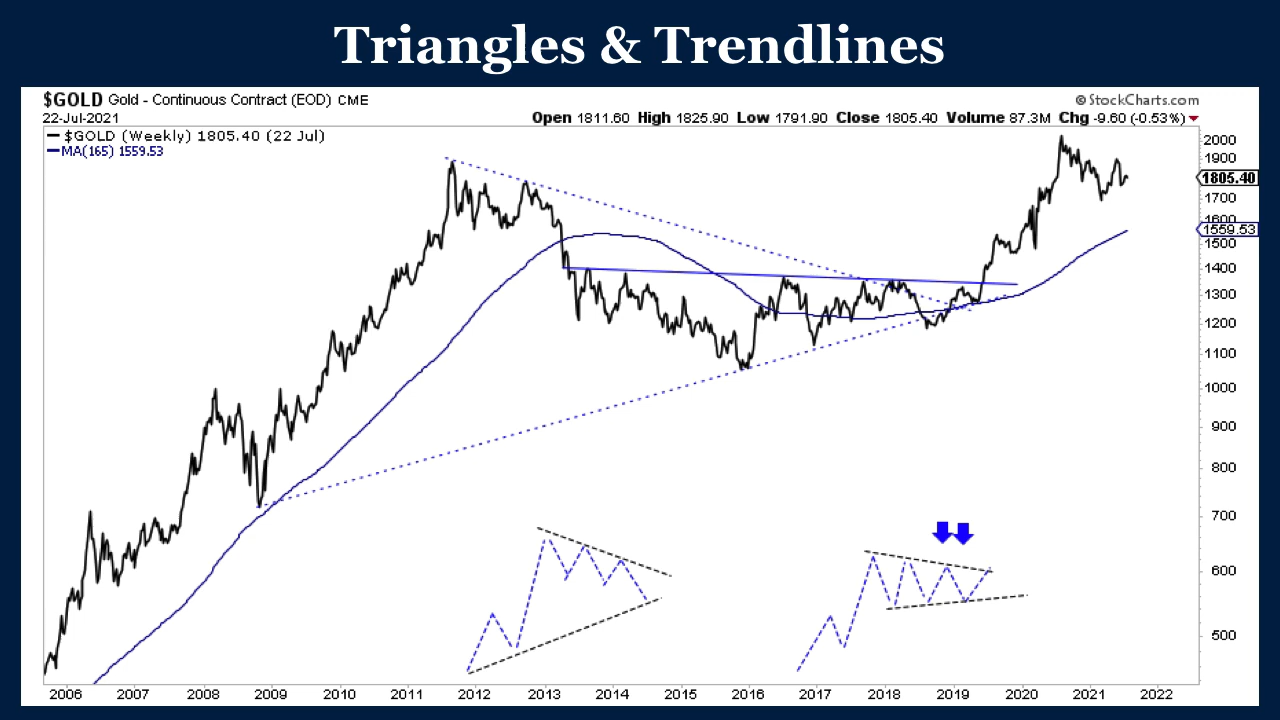 Triangles & Trendlines
$GOLD Gold - Continuous Contract (EOD) CME
© StockCharts.com
22-Jul-2021
Open 1811.60 High 1825.90 Low 1791.90 Close 1805.40 Volume 87.3M Chg -9.60 (-0.53%)
$GOLD (Weekly) 1805.40 (22 Jul)
MA(165) 1559.53
2000
1900
1805.40
1700
1600
1559.53
1500
1400
1300
1200
1100
1000
900
800
700
600
500
2006 2007 2008 2009 2010 2011 2012 2013 2014 2015 2016 2017 2018 2019 2020 2021 2022